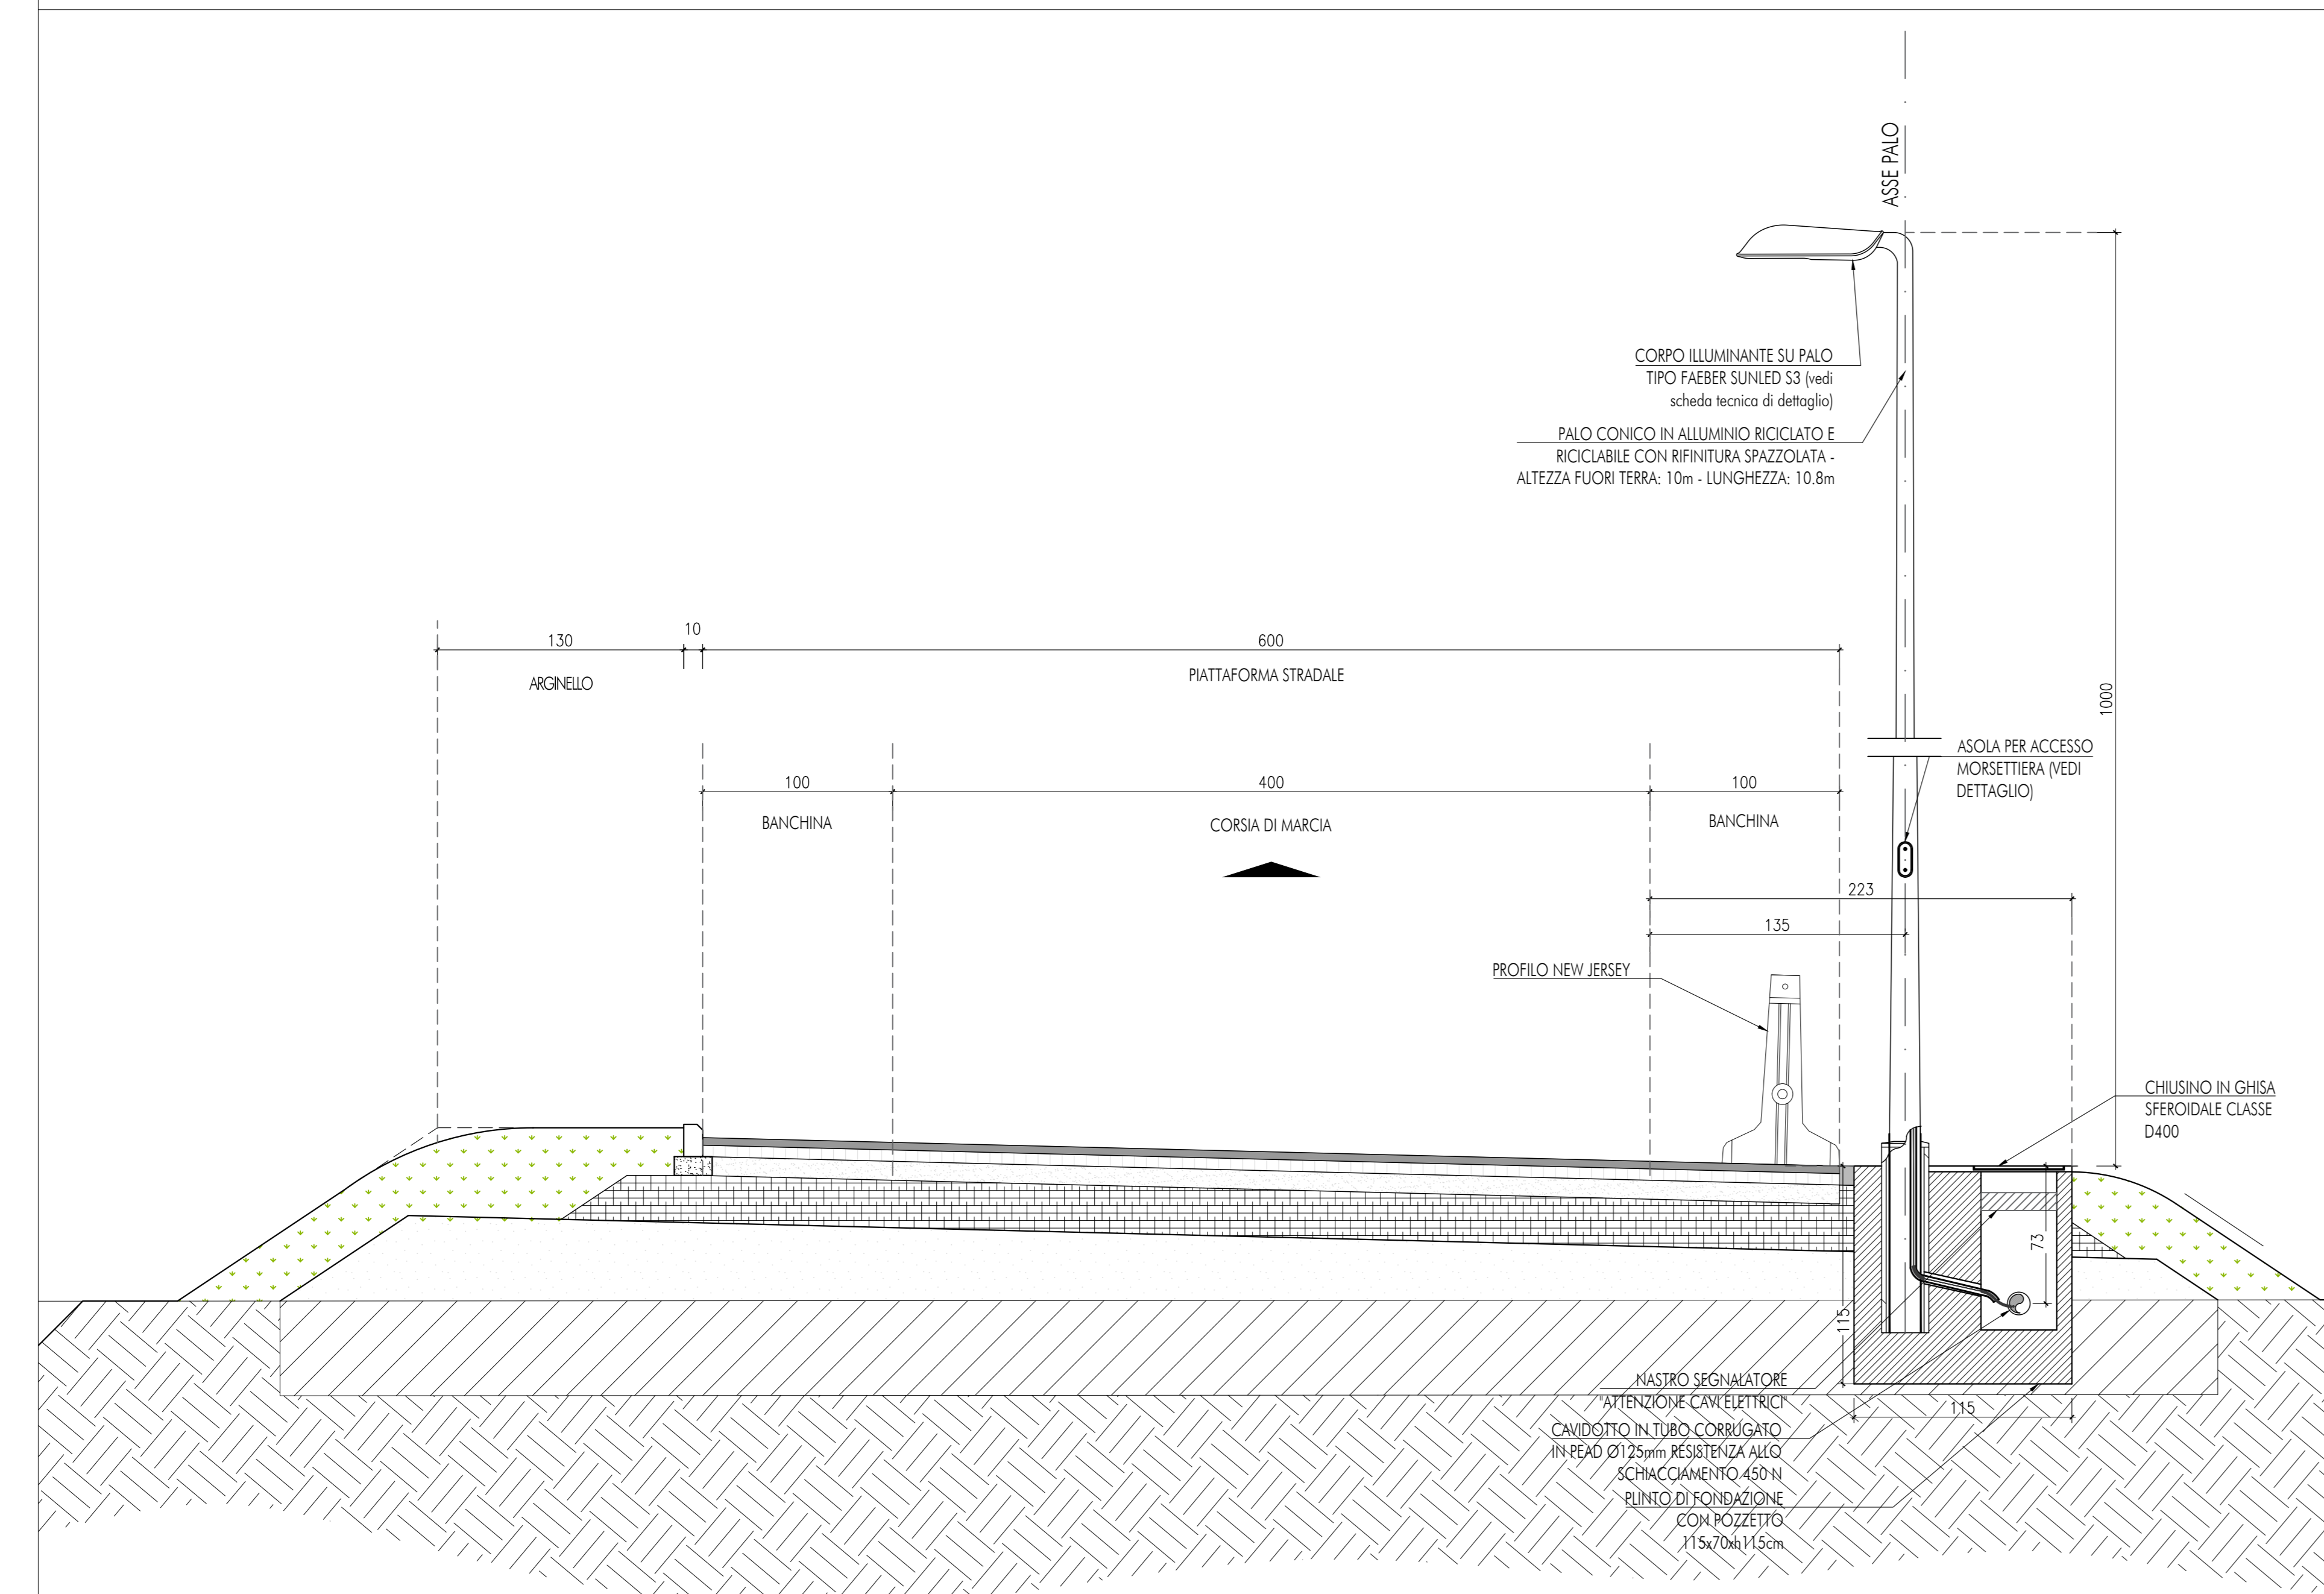 ASSE PALO
CORPO ILLUMINANTE SU PALO
TIPO FAEBER SUNLED S3 (vedi
scheda tecnica di dettaglio)
PALO CONICO IN ALLUMINIO RICICLATO E
RICICLABILE CON RIFINITURA SPAZZOLATA -
ALTEZZA FUORI TERRA: 10m - LUNGHEZZA: 10.8m
130
10
600
ARGINELLO
PIATTAFORMA STRADALE
1000
ASOLA PER ACCESSO
MORSETTIERA (VEDI
DETTAGLIO)
100
400
100
BANCHINA
CORSIA DI MARCIA
BANCHINA
223
135
PROFILO NEW JERSEY
CHIUSINO IN GHISA
SFEROIDALE CLASSE
D400
73
115
115
NASTRO SEGNALATORE
"ATTENZIONE CAVI ELETTRICI"
CAVIDOTTO IN TUBO CORRUGATO
IN PEAD Ø125mm RESISTENZA ALLO
SCHIACCIAMENTO 450 N
PLINTO DI FONDAZIONE
CON POZZETTO
115x70xh115cm